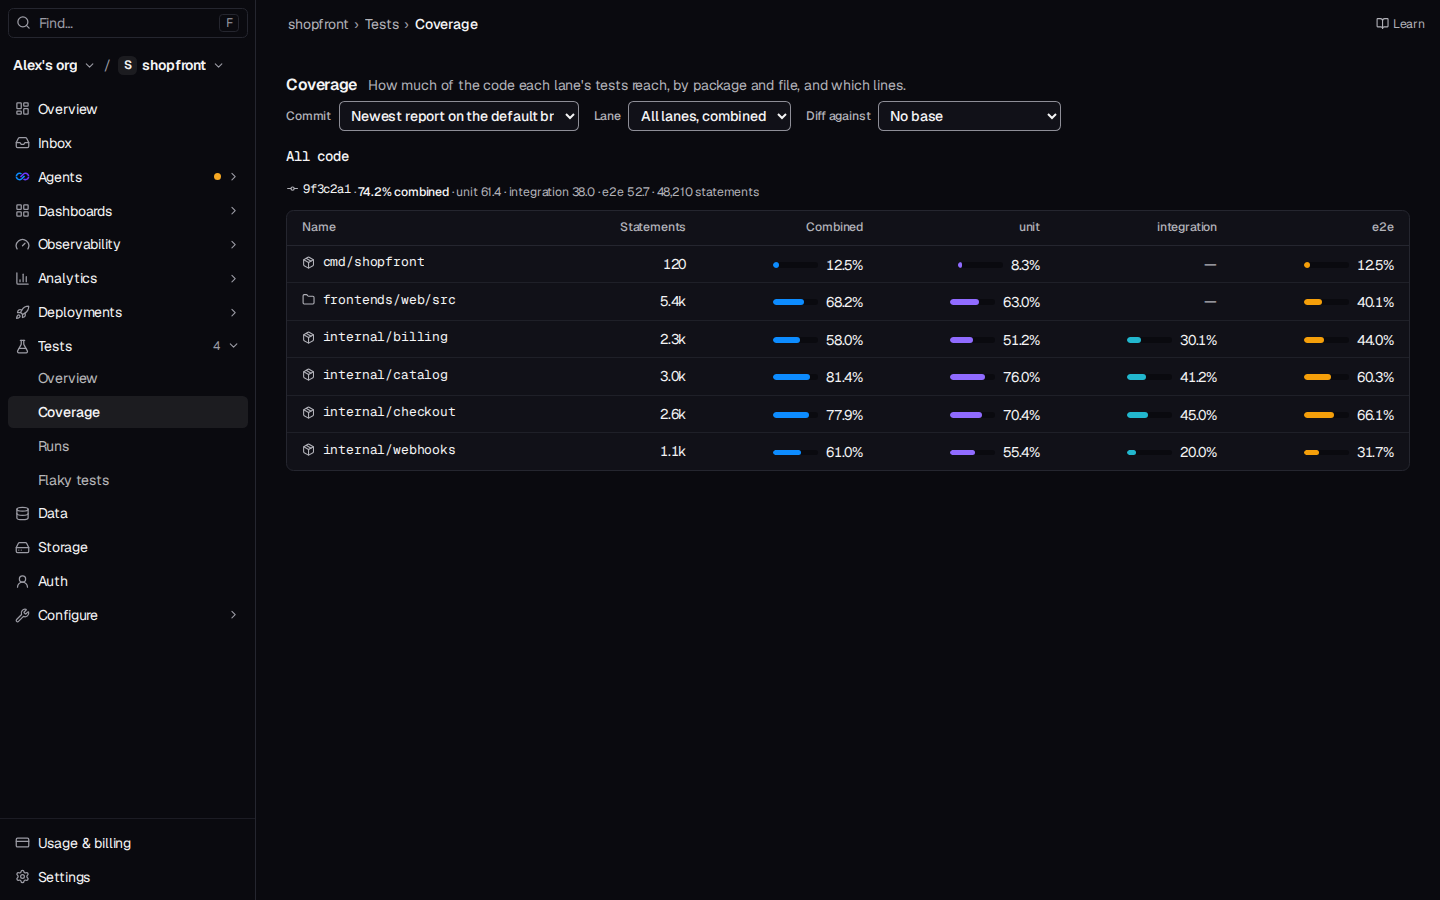 Find...
F
Alex's org
/
S
shopfront
Overview
Inbox
Agents
Dashboards
Observability
Analytics
Deployments
Tests
4
Overview
Coverage
Runs
Flaky tests
Data
Storage
Auth
Configure
Usage & billing
Settings
shopfront › Tests › Coverage
Learn
Coverage How much of the code each lane's tests reach, by package and file, and which lines.
Commit Newest report on the default br Lane All lanes, combined Diff against No base
All code
9f3c2a1 · 74.2% combined · unit 61.4 · integration 38.0 · e2e 52.7 · 48,210 statements
Name Statements Combined unit integration e2e
cmd/shopfront 120 12.5% 8.3% — 12.5%
frontends/web/src 5.4k 68.2% 63.0% — 40.1%
internal/billing 2.3k 58.0% 51.2% 30.1% 44.0%
internal/catalog 3.0k 81.4% 76.0% 41.2% 60.3%
internal/checkout 2.6k 77.9% 70.4% 45.0% 66.1%
internal/webhooks 1.1k 61.0% 55.4% 20.0% 31.7%